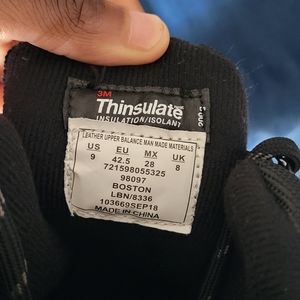 3M
Thinsulate
INSULATION/ISOLANT
LEATHER UPPER BALANCE MAN MADE MATERIALS
US EU MX UK
9 42.5 28 8
721598055325
98097
BOSTON
LBN/8336
103669SEP18
MADE IN CHINA